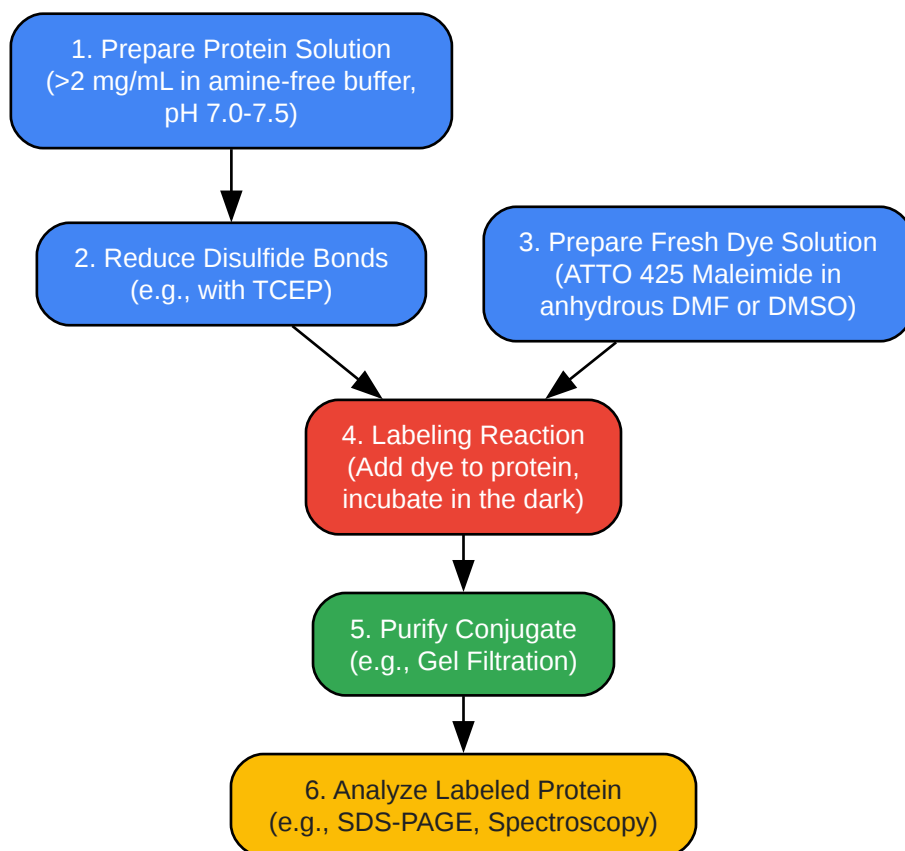 1. Prepare Protein Solution
(>2 mg/mL in amine-free buffer,
pH 7.0-7.5)
2. Reduce Disulfide Bonds
(e.g., with TCEP)
3. Prepare Fresh Dye Solution
(ATTO 425 Maleimide in
anhydrous DMF or DMSO)
4. Labeling Reaction
(Add dye to protein,
incubate in the dark)
5. Purify Conjugate
(e.g., Gel Filtration)
6. Analyze Labeled Protein
(e.g., SDS-PAGE, Spectroscopy)